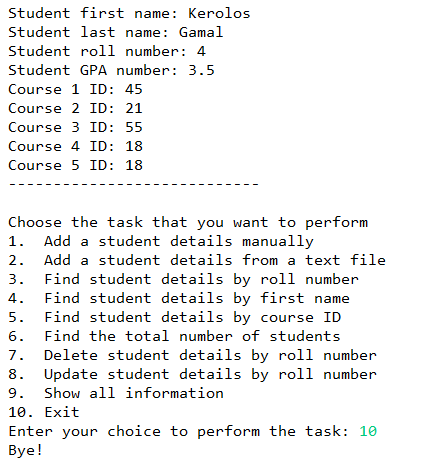 Student first name: Kerolos
Student last name: Gamal
Student roll number: 4
Student GPA number: 3.5
Course 1 ID: 45
Course 2 ID: 21
Course 3 ID: 55
Course 4 ID: 18
Course 5 ID: 18
----------------------------
Choose the task that you want to perform
1.  Add a student details manually
2.  Add a student details from a text file
3.  Find student details by roll number
4.  Find student details by first name
5.  Find student details by course ID
6.  Find the total number of students
7.  Delete student details by roll number
8.  Update student details by roll number
9.  Show all information
10. Exit
Enter your choice to perform the task: 10
Bye!